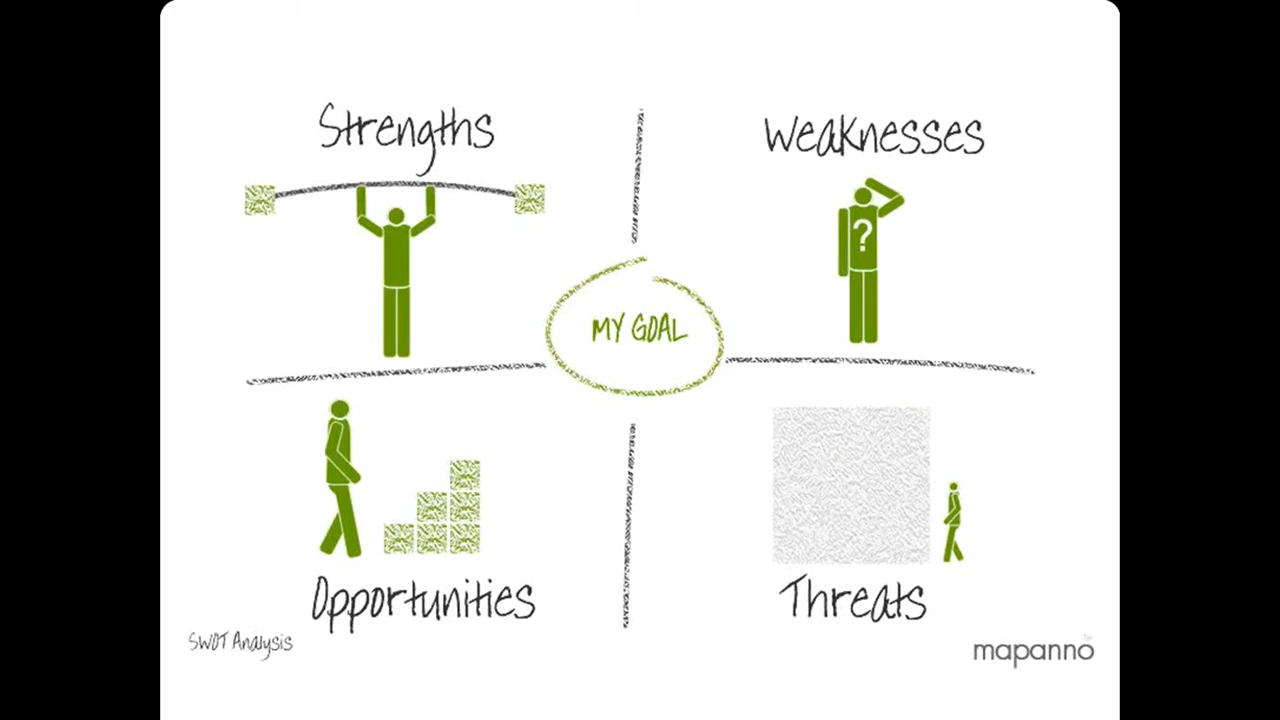 Strengths
Weaknesses
?
MY GOAL
Opportunities
Threats
SWOT Analysis
mapanno